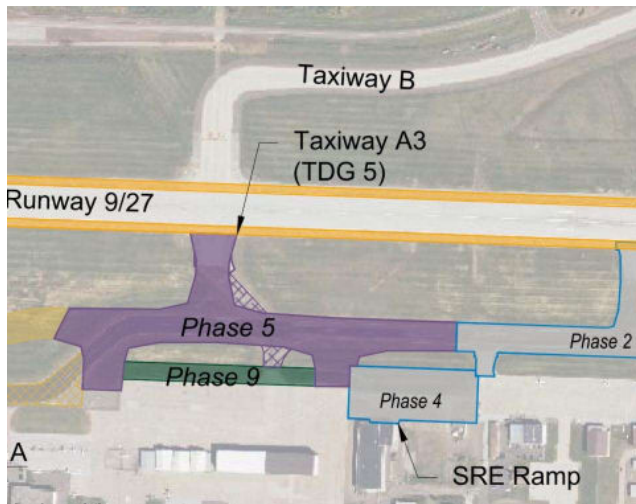 Taxiway B
Taxiway A3
(TDG 5)
Runway 9/27
Phase 5
Phase 2
Phase 9
Phase 4
A
SRE Ramp